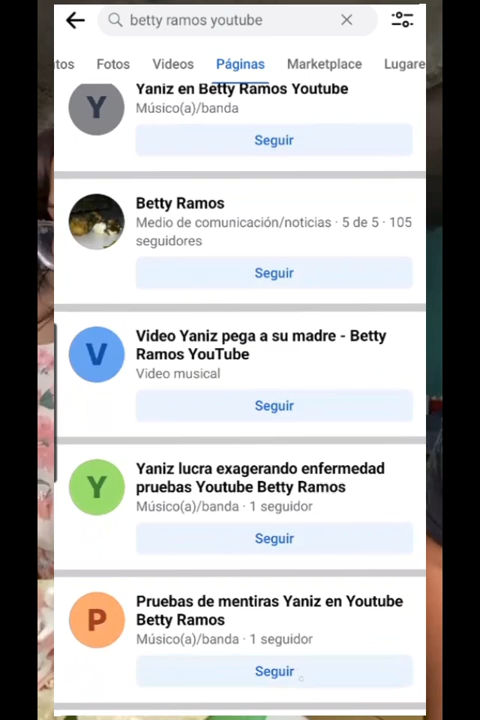 betty ramos youtube
tos Fotos Videos Páginas Marketplace Lugare
Yaniz en Betty Ramos Youtube
Músico(a)/banda
Seguir
Betty Ramos
Medio de comunicación/noticias · 5 de 5 · 105
seguidores
Seguir
Video Yaniz pega a su madre - Betty
Ramos YouTube
Video musical
Seguir
Yaniz lucra exagerando enfermedad
pruebas Youtube Betty Ramos
Músico(a)/banda · 1 seguidor
Seguir
Pruebas de mentiras Yaniz en Youtube
Betty Ramos
Músico(a)/banda · 1 seguidor
Seguir
Y
V
Y
P